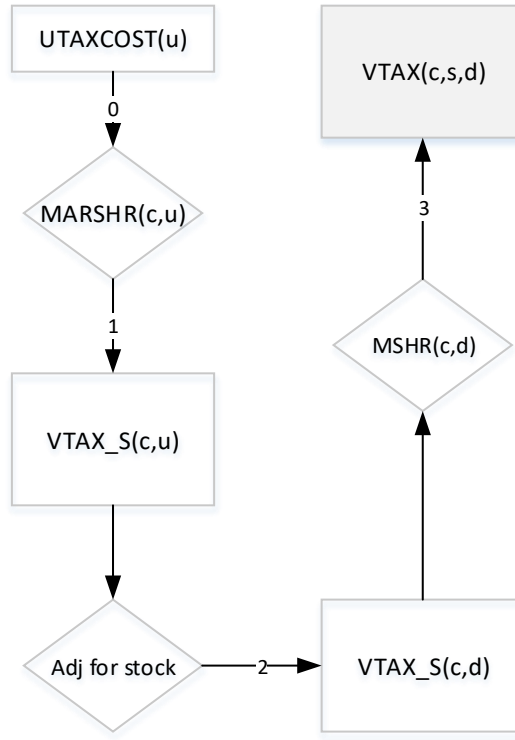 UTAXCOST(u)
0
MARSHR(c,u)
1
VTAX_S(c,u)
Adj for stock
2
VTAX_S(c,d)
MSHR(c,d)
3
VTAX(c,s,d)